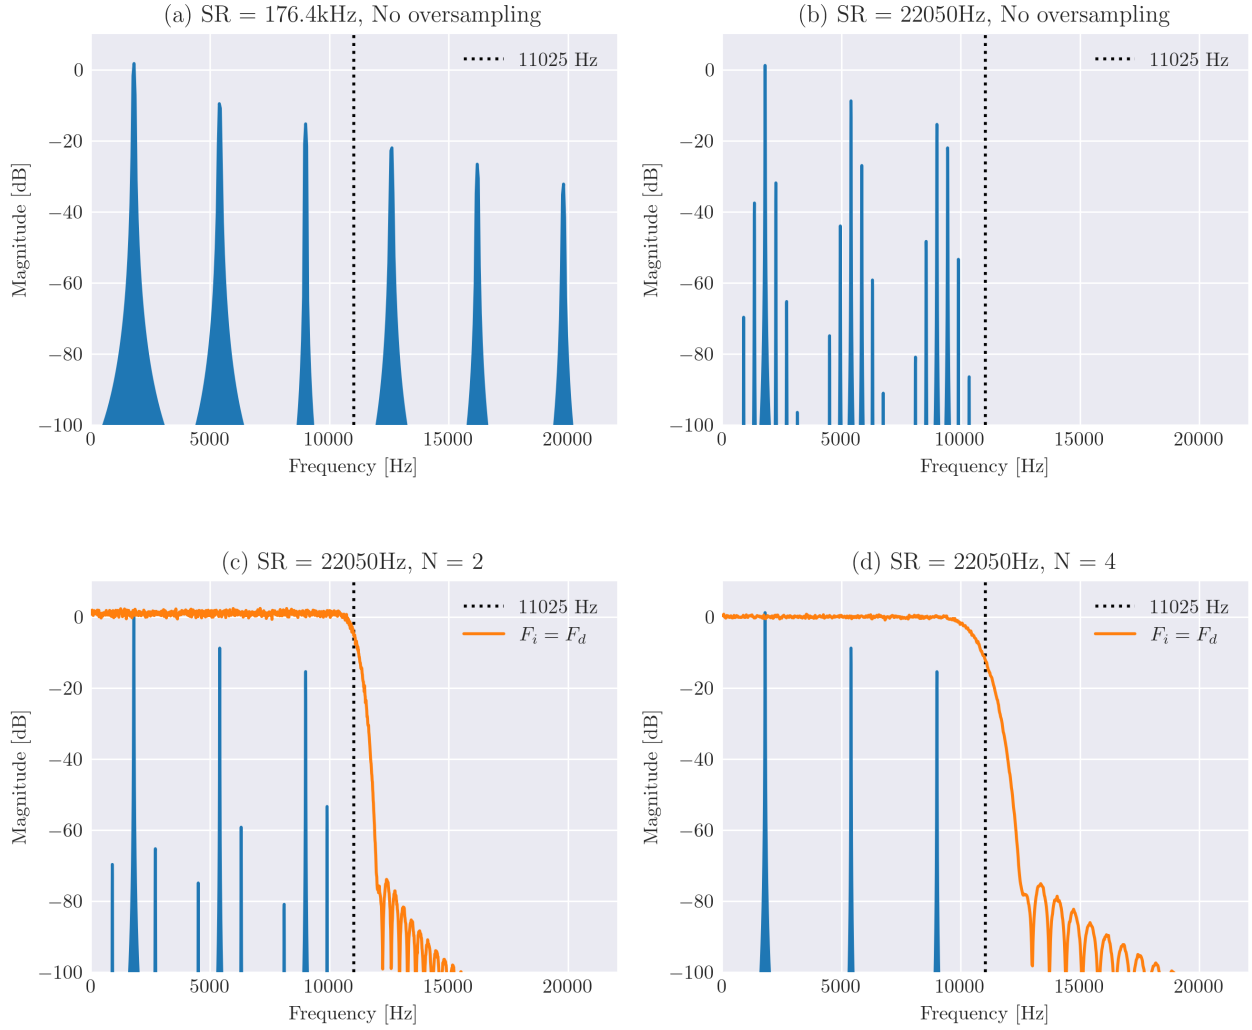 (a) SR = 176.4kHz, No oversampling
11025 Hz
0
−20
−40
−60
−80
−100
Magnitude [dB]
0 5000 10000 15000 20000
Frequency [Hz]
(b) SR = 22050Hz, No oversampling
11025 Hz
0
−20
−40
−60
−80
−100
Magnitude [dB]
0 5000 10000 15000 20000
Frequency [Hz]
(c) SR = 22050Hz, N = 2
11025 Hz
F_i = F_d
0
−20
−40
−60
−80
−100
Magnitude [dB]
0 5000 10000 15000 20000
Frequency [Hz]
(d) SR = 22050Hz, N = 4
11025 Hz
F_i = F_d
0
−20
−40
−60
−80
−100
Magnitude [dB]
0 5000 10000 15000 20000
Frequency [Hz]